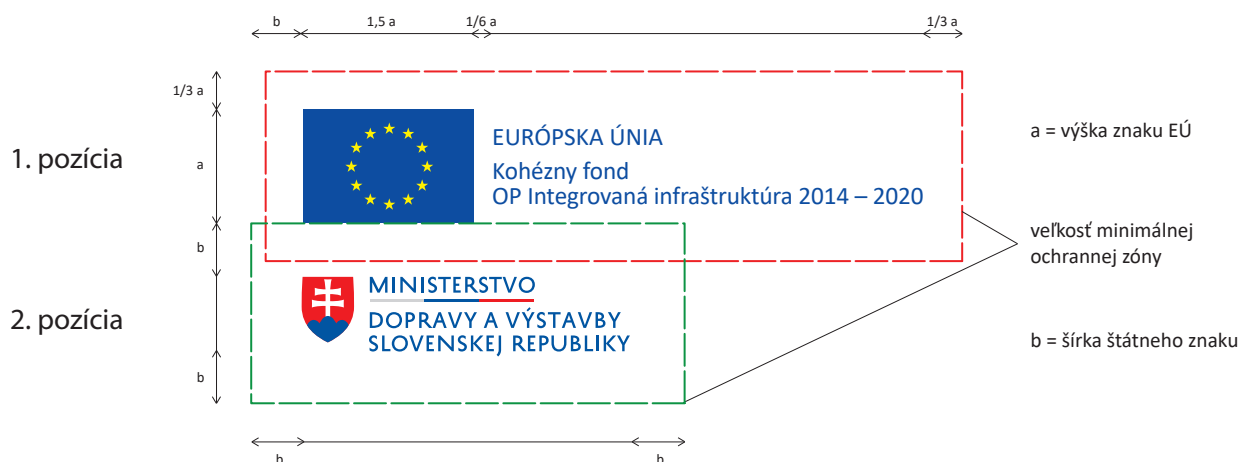 b
1,5 a
1/6 a
1/3 a
1/3 a
1. pozícia
a
EURÓPSKA ÚNIA
Kohézny fond
OP Integrovaná infraštruktúra 2014 – 2020
a = výška znaku EÚ
b
veľkosť minimálnej
ochrannej zóny
2. pozícia
MINISTERSTVO
DOPRAVY A VÝSTAVBY
SLOVENSKEJ REPUBLIKY
b = šírka štátneho znaku
b
b
b